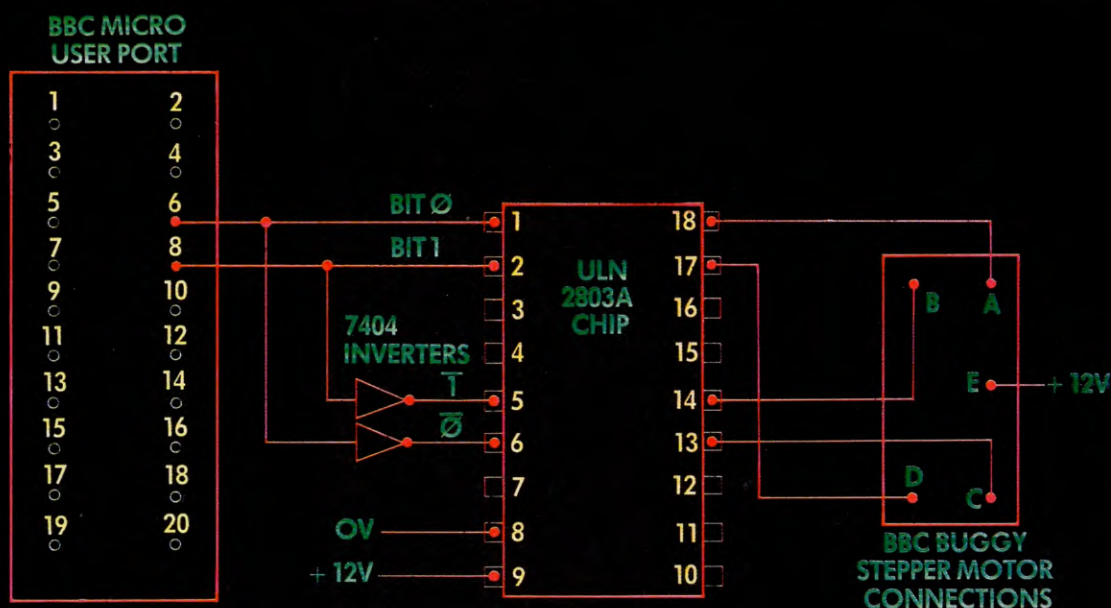 BBC MICRO
USER PORT
1 2
3 4
5 6
7 8
9 10
11 12
13 14
15 16
17 18
19 20
BIT Ø
BIT 1
7404
INVERTERS
1̅
Ø̅
0V
+ 12V
1 18
2 17
3 16
4 15
5 14
6 13
7 12
8 11
9 10
ULN
2803A
CHIP
B A
E + 12V
D C
BBC BUGGY
STEPPER MOTOR
CONNECTIONS